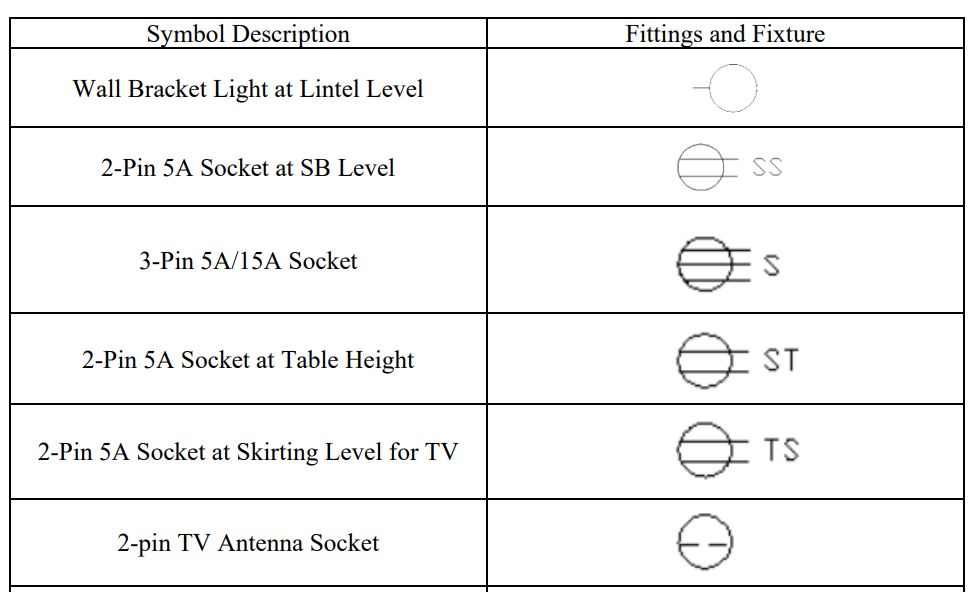 Symbol Description
Fittings and Fixture
Wall Bracket Light at Lintel Level
2-Pin 5A Socket at SB Level
SS
3-Pin 5A/15A Socket
S
2-Pin 5A Socket at Table Height
ST
2-Pin 5A Socket at Skirting Level for TV
TS
2-pin TV Antenna Socket